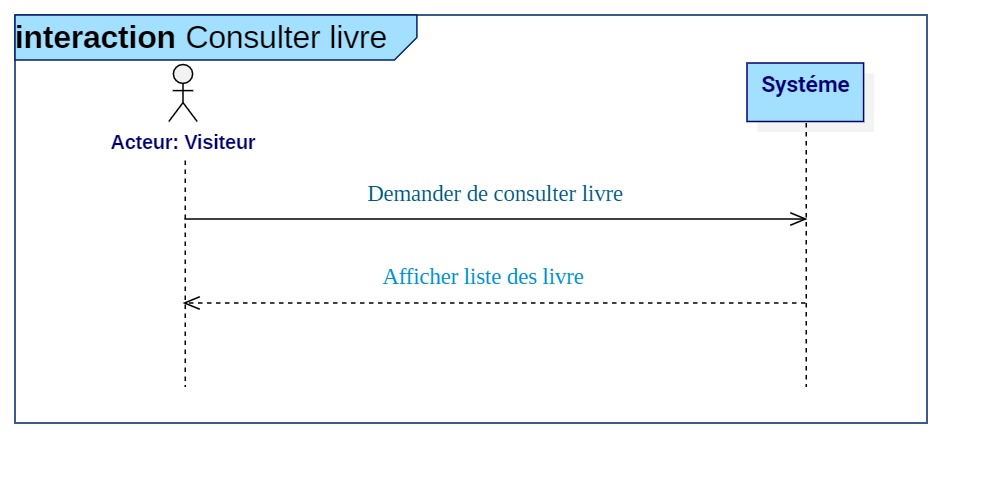 interaction Consulter livre
Acteur: Visiteur
Systéme
Demander de consulter livre
Afficher liste des livre